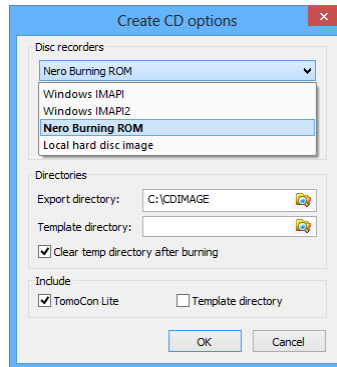 Create CD options
Disc recorders
Nero Burning ROM
Windows IMAPI
Windows IMAPI2
Nero Burning ROM
Local hard disc image
Directories
Export directory: C:\CDIMAGE
Template directory:
Clear temp directory after burning
Include
TomoCon Lite Template directory
OK Cancel